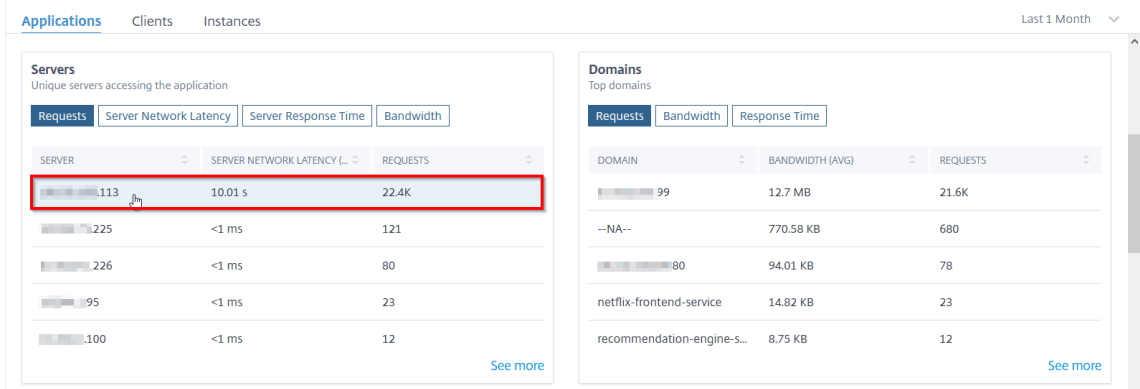 Applications Clients Instances Last 1 Month
Servers
Unique servers accessing the application
Requests Server Network Latency Server Response Time Bandwidth
SERVER SERVER NETWORK LATENCY (... REQUESTS
.113 10.01 s 22.4K
.225 <1 ms 121
.226 <1 ms 80
95 <1 ms 23
.100 <1 ms 12
See more
Domains
Top domains
Requests Bandwidth Response Time
DOMAIN BANDWIDTH (AVG) REQUESTS
99 12.7 MB 21.6K
--NA-- 770.58 KB 680
80 94.01 KB 78
netflix-frontend-service 14.82 KB 23
recommendation-engine-s... 8.75 KB 12
See more